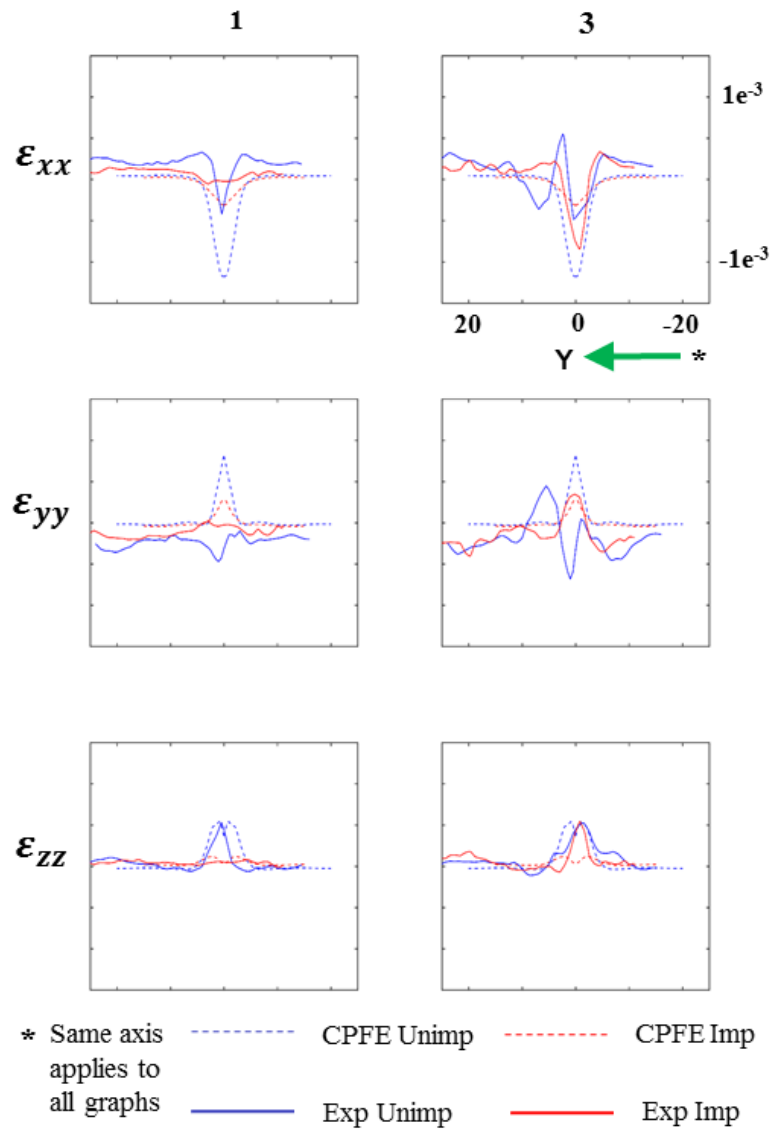 1 3
εxx
1e-3
-1e-3
20 0 -20
Y *
εyy
εzz
* Same axis applies to all graphs
CPFE Unimp CPFE Imp
Exp Unimp Exp Imp